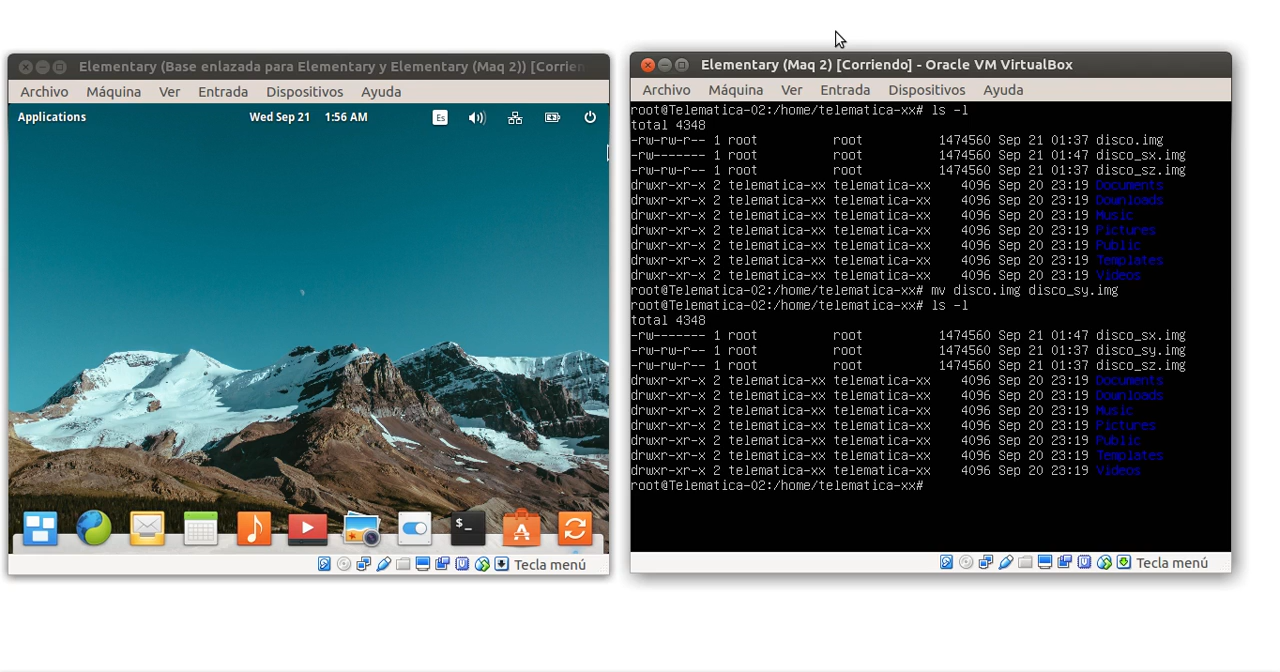 Elementary (Base enlazada para Elementary y Elementary (Maq 2)) [Corrien
Archivo Máquina Ver Entrada Dispositivos Ayuda
Applications Wed Sep 21 1:56 AM Es
$_
Tecla menú
Elementary (Maq 2) [Corriendo] - Oracle VM VirtualBox
Archivo Máquina Ver Entrada Dispositivos Ayuda
root@Telematica-02:/home/telematica-xx# ls -l
total 4348
-rw-rw-r-- 1 root root 1474560 Sep 21 01:37 disco.img
-rw------- 1 root root 1474560 Sep 21 01:47 disco_sx.img
-rw-rw-r-- 1 root root 1474560 Sep 21 01:37 disco_sz.img
drwxr-xr-x 2 telematica-xx telematica-xx 4096 Sep 20 23:19 Documents
drwxr-xr-x 2 telematica-xx telematica-xx 4096 Sep 20 23:19 Downloads
drwxr-xr-x 2 telematica-xx telematica-xx 4096 Sep 20 23:19 Music
drwxr-xr-x 2 telematica-xx telematica-xx 4096 Sep 20 23:19 Pictures
drwxr-xr-x 2 telematica-xx telematica-xx 4096 Sep 20 23:19 Public
drwxr-xr-x 2 telematica-xx telematica-xx 4096 Sep 20 23:19 Templates
drwxr-xr-x 2 telematica-xx telematica-xx 4096 Sep 20 23:19 Videos
root@Telematica-02:/home/telematica-xx# mv disco.img disco_sy.img
root@Telematica-02:/home/telematica-xx# ls -l
total 4348
-rw------- 1 root root 1474560 Sep 21 01:47 disco_sx.img
-rw-rw-r-- 1 root root 1474560 Sep 21 01:37 disco_sy.img
-rw-rw-r-- 1 root root 1474560 Sep 21 01:37 disco_sz.img
drwxr-xr-x 2 telematica-xx telematica-xx 4096 Sep 20 23:19 Documents
drwxr-xr-x 2 telematica-xx telematica-xx 4096 Sep 20 23:19 Downloads
drwxr-xr-x 2 telematica-xx telematica-xx 4096 Sep 20 23:19 Music
drwxr-xr-x 2 telematica-xx telematica-xx 4096 Sep 20 23:19 Pictures
drwxr-xr-x 2 telematica-xx telematica-xx 4096 Sep 20 23:19 Public
drwxr-xr-x 2 telematica-xx telematica-xx 4096 Sep 20 23:19 Templates
drwxr-xr-x 2 telematica-xx telematica-xx 4096 Sep 20 23:19 Videos
root@Telematica-02:/home/telematica-xx#
Tecla menú